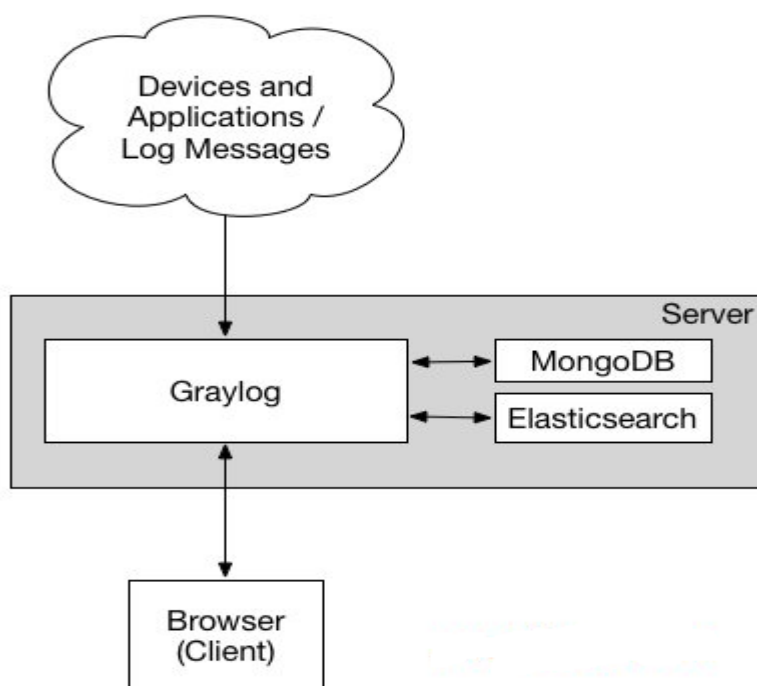 Devices and
Applications /
Log Messages
Server
Graylog
MongoDB
Elasticsearch
Browser
(Client)